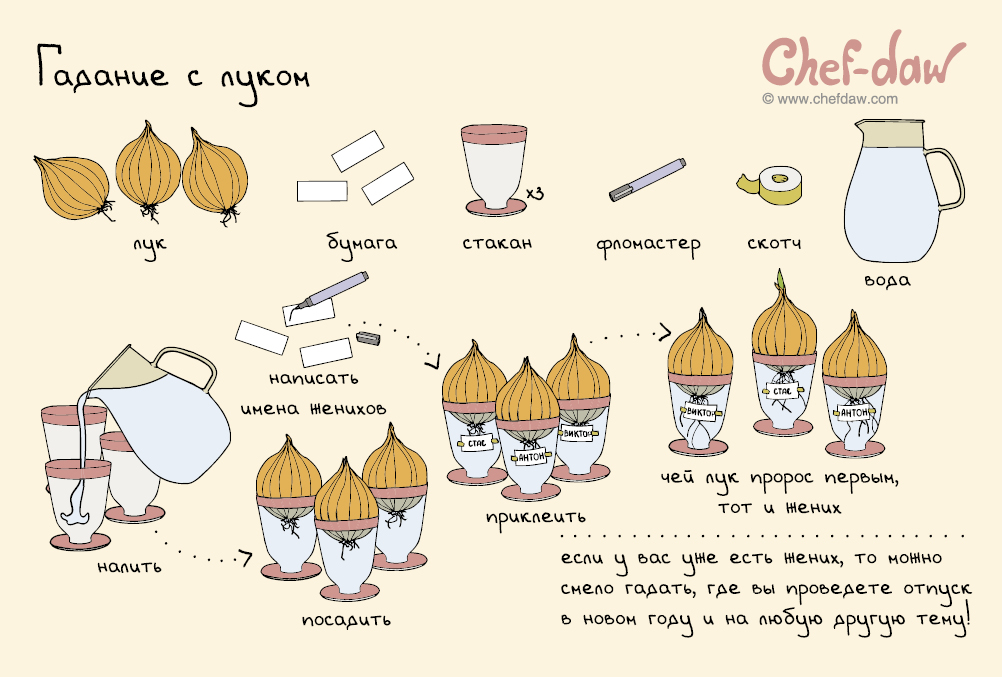 Гадание с луком
Chef-daw
© www.chefdaw.com
x3
лук
бумага
стакан
фломастер
скотч
вода
написать
имена женихов
налить
посадить
СТАС
АНТОН
ВИКТОР
приклеить
ВИКТОР
СТАС
АНТОН
чей лук пророс первым,
тот и жених
если у вас уже есть жених, то можно
смело гадать, где вы проведете отпуск
в новом году и на любую другую тему!